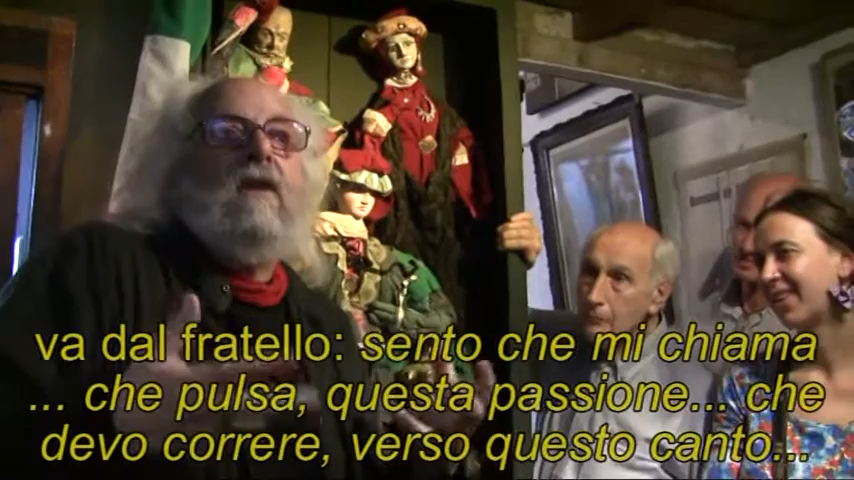 va dal fratello: sento che mi chiama
... che pulsa, questa passione... che
devo correre, verso questo canto...